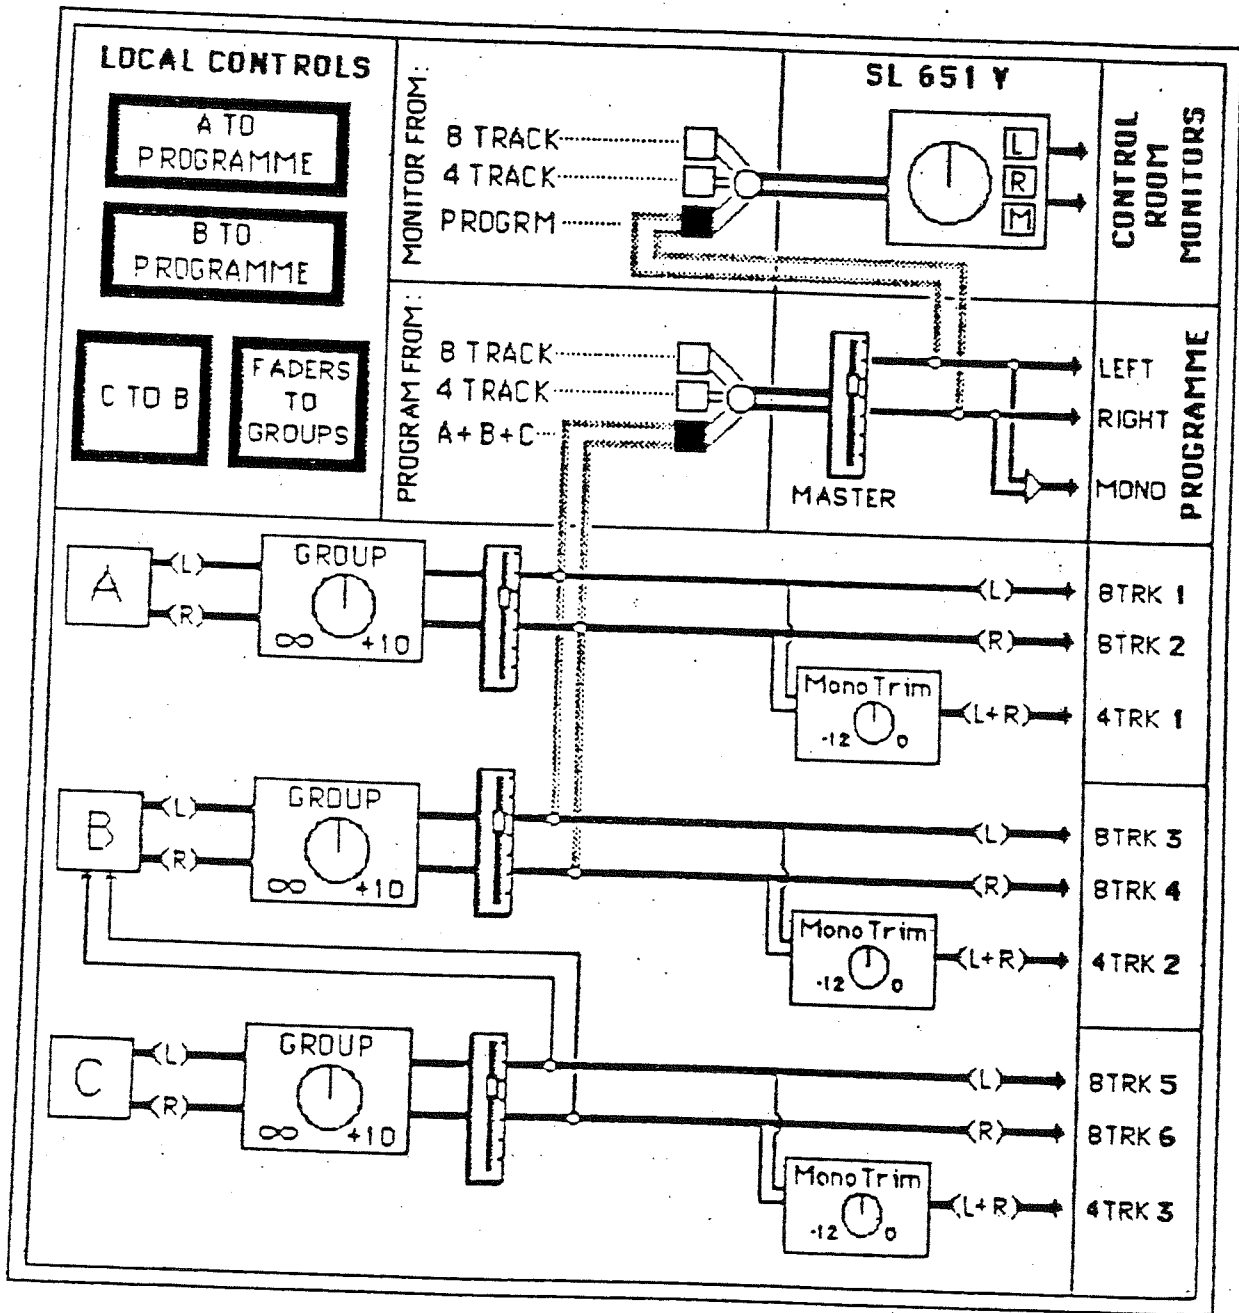 LOCAL CONTROLS
A TO
PROGRAMME
B TO
PROGRAMME
C TO B
FADERS
TO
GROUPS
MONITOR FROM:
8 TRACK
4 TRACK
PROGRM
SL 651 Y
L
R
M
CONTROL
ROOM
MONITORS
PROGRAM FROM:
8 TRACK
4 TRACK
A+B+C
MASTER
LEFT
RIGHT
MONO
PROGRAMME
A
(L)
(R)
GROUP
∞ +10
(L)
(R)
Mono Trim
-12 0
(L+R)
8TRK 1
8TRK 2
4TRK 1
B
(L)
(R)
GROUP
∞ +10
(L)
(R)
Mono Trim
-12 0
(L+R)
8TRK 3
8TRK 4
4TRK 2
C
(L)
(R)
GROUP
∞ +10
(L)
(R)
Mono Trim
-12 0
(L+R)
8TRK 5
8TRK 6
4TRK 3